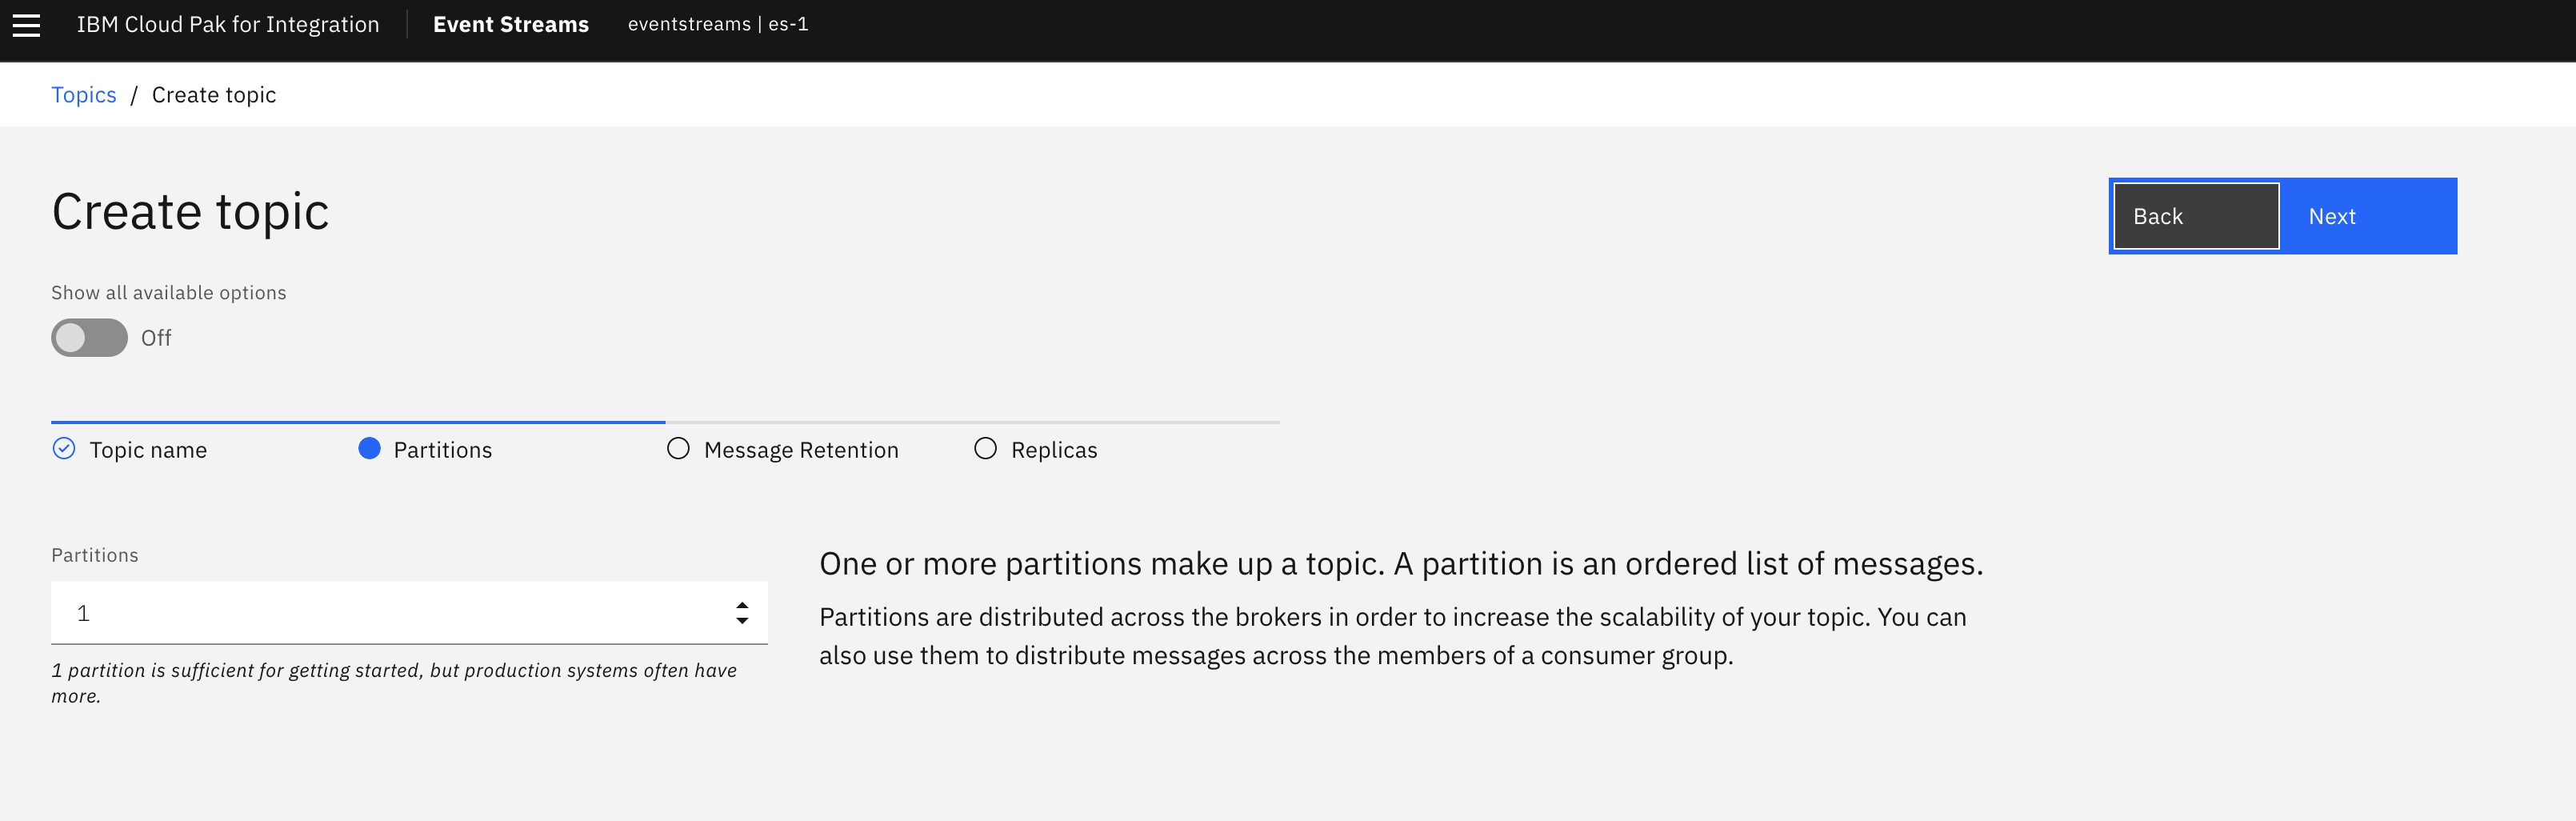 IBM Cloud Pak for Integration Event Streams eventstreams | es-1
Topics / Create topic
Create topic
Back Next
Show all available options
Off
Topic name Partitions Message Retention Replicas
Partitions
1
1 partition is sufficient for getting started, but production systems often have
more.
One or more partitions make up a topic. A partition is an ordered list of messages.
Partitions are distributed across the brokers in order to increase the scalability of your topic. You can
also use them to distribute messages across the members of a consumer group.